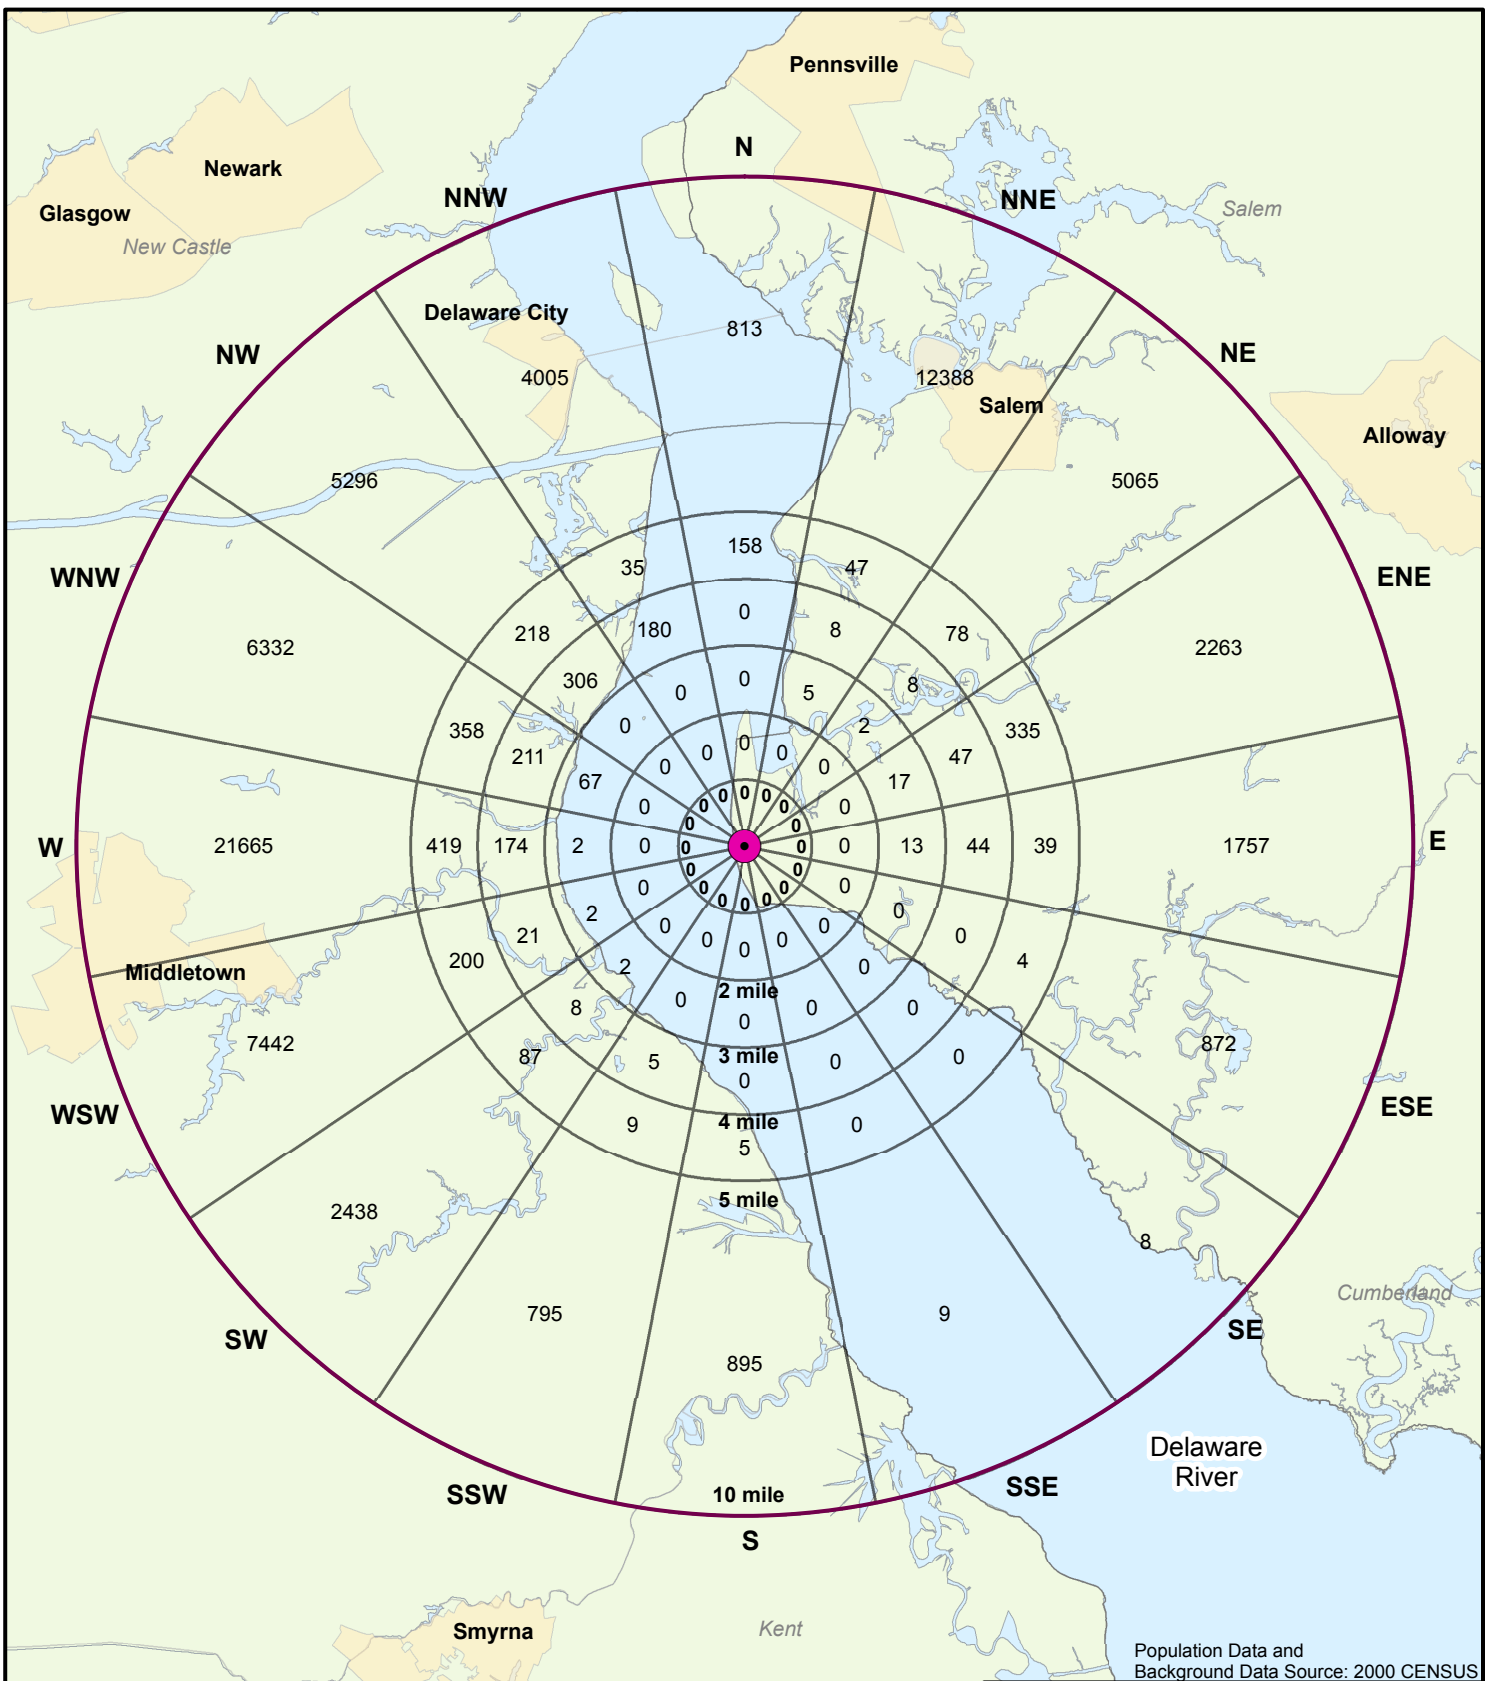 Pennsville
N
Newark
NNW
NNE
Glasgow
Salem
New Castle
Delaware City
813
NW
NE
4005
12388
Salem
Alloway
5296
5065
158
35
47
WNW
ENE
0
218
180
8
78
6332
2263
306
0
0
5
8
358
0
2
335
211
0
0
0
47
67
0
0
17
0
0
0
0
0
0
0
0
0
0
0
W
21665
419
174
2
0
0
0
0
13
44
39
1757
E
0
0
0
0
0
0
0
0
0
2
0
21
0
0
0
0
0
0
200
2
0
4
Middletown
2 mile
0
0
0
8
0
7442
87
5
3 mile
0
0
872
0
WSW
9
4 mile
0
ESE
5
5 mile
2438
8
795
9
Cumberland
SW
SE
895
Delaware
River
SSW
10 mile
SSE
S
Smyrna
Kent
Population Data and
Background Data Source: 2000 CENSUS